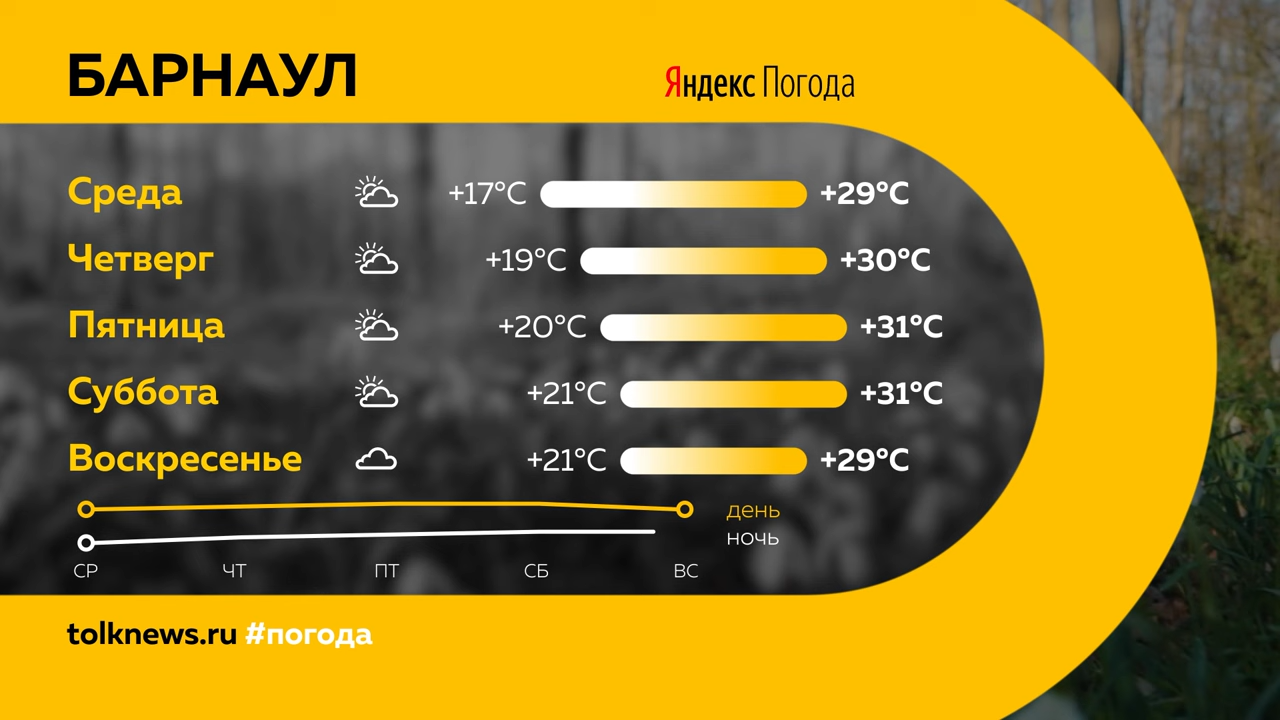 БАРНАУЛ
Яндекс Погода
Среда +17°C +29°C
Четверг +19°C +30°C
Пятница +20°C +31°C
Суббота +21°C +31°C
Воскресенье +21°C +29°C
день
ночь
СР ЧТ ПТ СБ ВС
tolknews.ru #погода